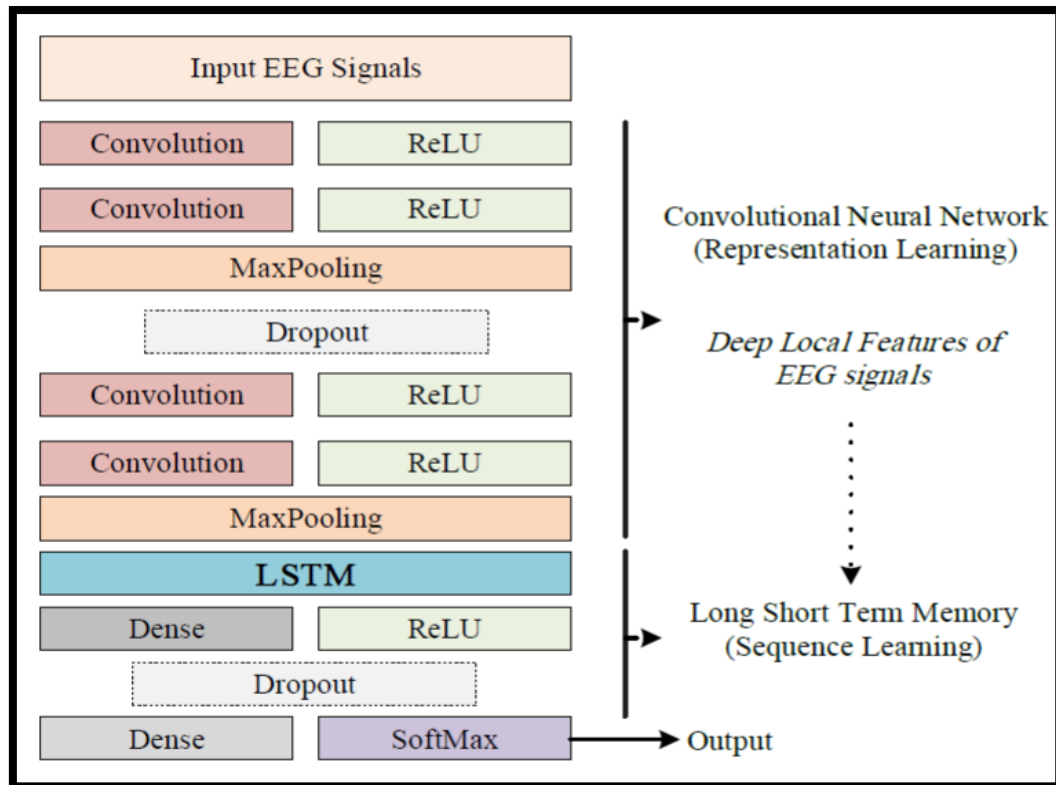 Input EEG Signals
Convolution ReLU
Convolution ReLU
MaxPooling
Dropout
Convolution ReLU
Convolution ReLU
MaxPooling
LSTM
Dense ReLU
Dropout
Dense SoftMax
Convolutional Neural Network
(Representation Learning)
Deep Local Features of
EEG signals
Long Short Term Memory
(Sequence Learning)
Output